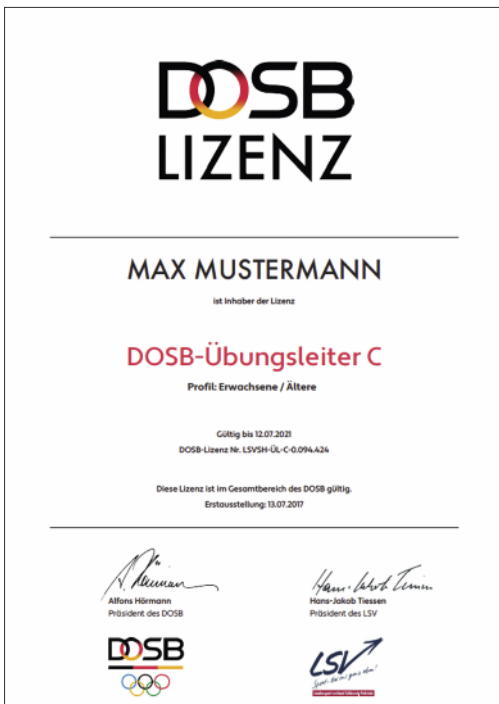 DOSB
LIZENZ
MAX MUSTERMANN
ist Inhaber der Lizenz
DOSB-Übungsleiter C
Profil: Erwachsene / Ältere
Gültig bis 12.07.2021
DOSB-Lizenz Nr. LSVSH-ÜL-C-0.094.424
Diese Lizenz ist im Gesamtbereich des DOSB gültig.
Erstausstellung: 13.07.2017
Alfons Hörmann
Präsident des DOSB
Hans-Jakob Tiessen
Präsident des LSV
DOSB
LSV